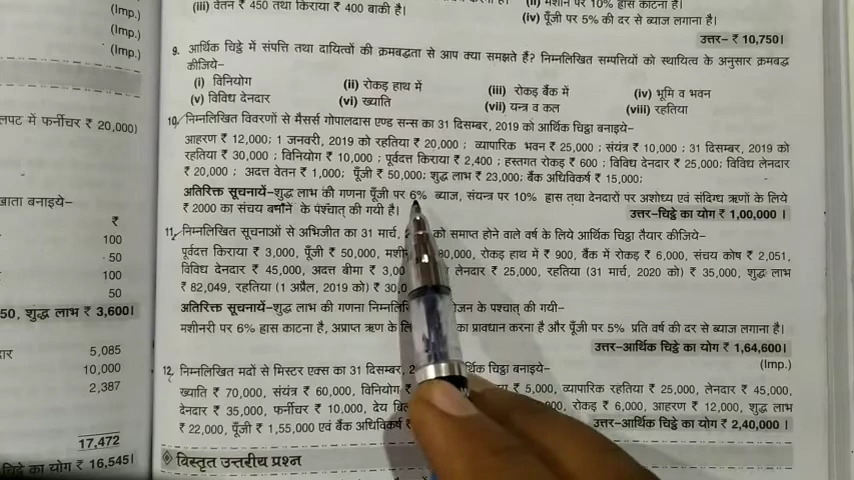 (Imp.)
(Imp.)
(Imp.)
लपट में फर्नीचर ₹ 20,000)
खाता बनाइये-
₹
100
50
100
50
50, शुद्ध लाभ ₹ 3,600।
दार 5,085
10,000
2,387
17,472
चिट्ठे का योग ₹ 16,545।
(iii) वेतन ₹ 450 तथा किराया ₹ 400 बाकी है।
(ii) मशीन पर 10% ह्रास काटना है।
(iv) पूँजी पर 5% की दर से ब्याज लगाना है।
उत्तर- ₹ 10,750।
9. आर्थिक चिट्ठे में संपत्ति तथा दायित्वों की क्रमबद्धता से आप क्या समझते हैं? निम्नलिखित सम्पत्तियों को स्थायित्व के अनुसार क्रमबद्ध
कीजिये-
(i) विनियोग (ii) रोकड़ हाथ में (iii) रोकड़ बैंक में (iv) भूमि व भवन
(v) विविध देनदार (vi) ख्याति (vii) यन्त्र व कल (viii) रहतिया
10. निम्नलिखित विवरणों से मैसर्स गोपालदास एण्ड सन्स का 31 दिसम्बर, 2019 को आर्थिक चिट्ठा बनाइये-
आहरण ₹ 12,000; 1 जनवरी, 2019 को रहतिया ₹ 20,000 ; व्यापारिक भवन ₹ 25,000 ; संयंत्र ₹ 10,000 ; 31 दिसम्बर, 2019 को
रहतिया ₹ 30,000 ; विनियोग ₹ 10,000 ; पूर्वदत्त किराया ₹ 2,400 ; हस्तगत रोकड़ ₹ 600 ; विविध देनदार ₹ 25,000; विविध लेनदार
₹ 20,000 , अदत्त वेतन ₹ 1,000; पूँजी ₹ 50,000; शुद्ध लाभ ₹ 23,000; बैंक अधिविकर्ष ₹ 15,000;
अतिरिक्त सूचनायें-शुद्ध लाभ की गणना पूँजी पर 6% ब्याज, संयन्त्र पर 10% ह्रास तथा देनदारों पर अशोध्य एवं संदिग्ध ऋणों के लिये
₹ 2000 का संचय बनाने के पश्चात् की गयी है। उत्तर-चिट्ठे का योग ₹ 1,00,000 ।
11. निम्नलिखित सूचनाओं से अभिजीत का 31 मार्च, को समाप्त होने वाले वर्ष के लिये आर्थिक चिट्ठा तैयार कीजिये-
पूर्वदत्त किराया ₹ 3,000, पूँजी ₹ 50,000, 80,000, रोकड़ हाथ में ₹ 900, बैंक में रोकड़ ₹ 6,000, संचय कोष ₹ 2,051,
विविध देनदार ₹ 45,000, अदत्त बीमा ₹ 3,00 लेनदार ₹ 25,000, रहतिया (31 मार्च, 2020 को) ₹ 35,000, शुद्ध लाभ
₹ 82,049, रहतिया (1 अप्रैल, 2019 को) ₹ 30,0
अतिरिक्त सूचनायें-शुद्ध लाभ की गणना के पश्चात् की गयी-
मशीनरी पर 6% ह्रास काटना है, अप्राप्त ऋण के का प्रावधान करना है और पूँजी पर 5% प्रति वर्ष की दर से ब्याज लगाना है।
उत्तर-आर्थिक चिट्ठे का योग ₹ 1,64,600।
(Imp.)
12. निम्नलिखित मदों से मिस्टर एक्स का 31 दिसम्बर, चिट्ठा बनाइये-
ख्याति ₹ 70,000, संयंत्र ₹ 60,000, विनियोग ₹ 5,000, व्यापारिक रहतिया ₹ 25,000, लेनदार ₹ 45,000,
देनदार ₹ 35,000, फर्नीचर ₹ 10,000, देय रोकड़ ₹ 6,000, आहरण ₹ 12,000, शुद्ध लाभ
₹ 22,000, पूँजी ₹ 1,55,000 एवं बैंक अधिविकर्ष ₹ उत्तर-आर्थिक चिट्ठे का योग ₹ 2,40,000 ।
विस्तृत उत्तरीय प्रश्न